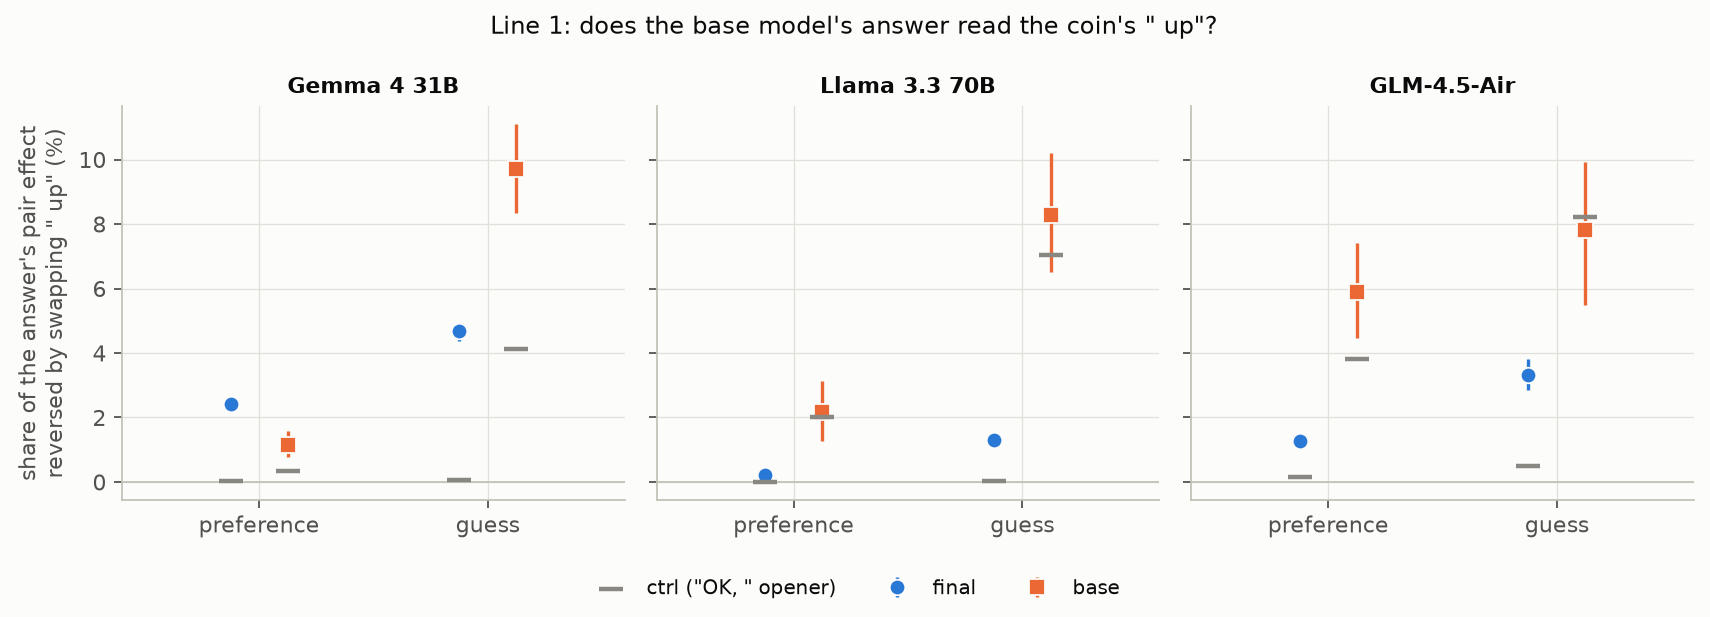 Line 1: does the base model's answer read the coin's " up"?
Gemma 4 31B
Llama 3.3 70B
GLM-4.5-Air
share of the answer's pair effect
reversed by swapping " up" (%)
10
8
6
4
2
0
preference
guess
preference
guess
preference
guess
ctrl ("OK, " opener)
final
base